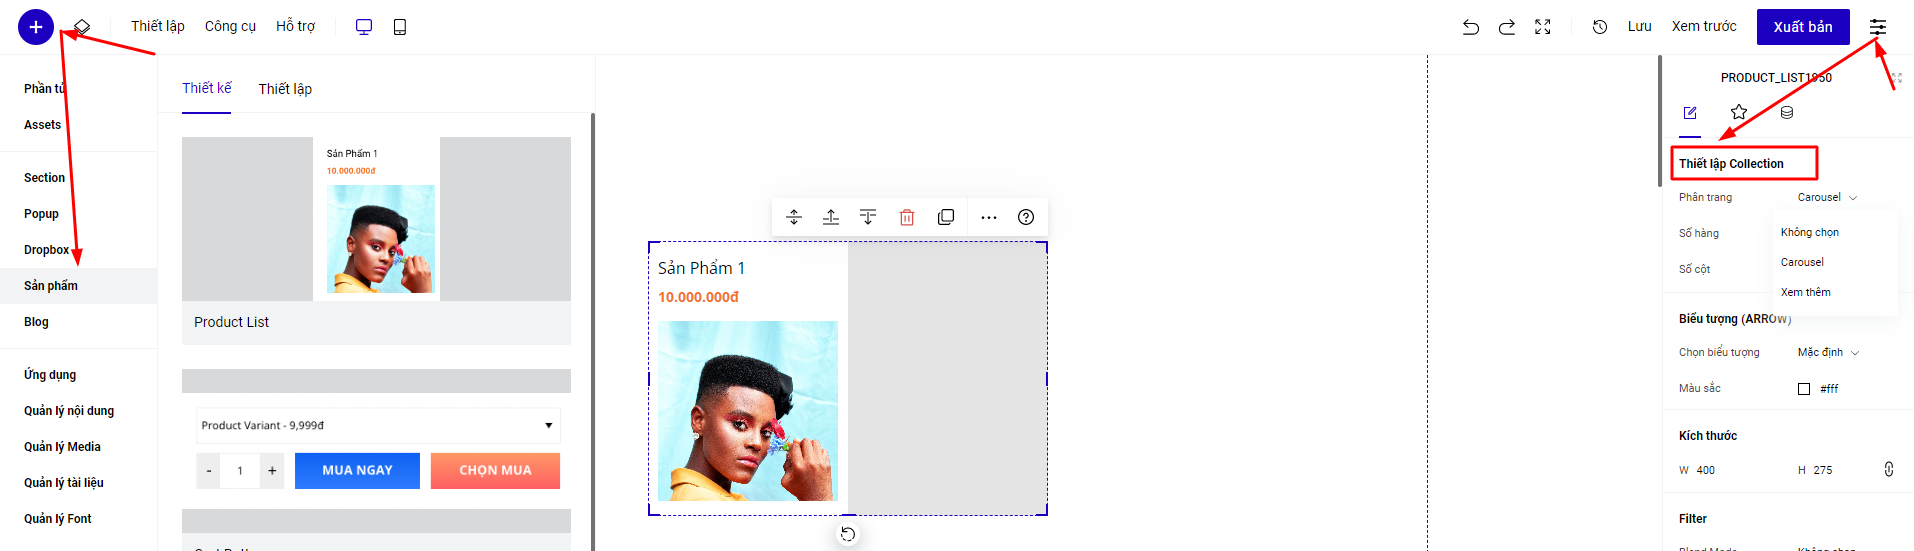 Thiết lập
Công cụ
Hỗ trợ
Lưu
Xem trước
Xuất bản
Phần tử
Assets
Section
Popup
Dropbox
Sản phẩm
Blog
Ứng dụng
Quản lý nội dung
Quản lý Media
Quản lý tài liệu
Quản lý Font
Thiết kế
Thiết lập
Sản Phẩm 1
10.000.000đ
Product List
Product Variant - 9,999đ
-
1
+
MUA NGAY
CHỌN MUA
Sản Phẩm 1
10.000.000đ
PRODUCT_LIST1950
Thiết lập Collection
Phân trang
Carousel
Số hàng
Không chọn
Carousel
Số cột
Xem thêm
Biểu tượng (ARROW)
Chọn biểu tượng
Mặc định
Màu sắc
#fff
Kích thước
W 400
H 275
Filter